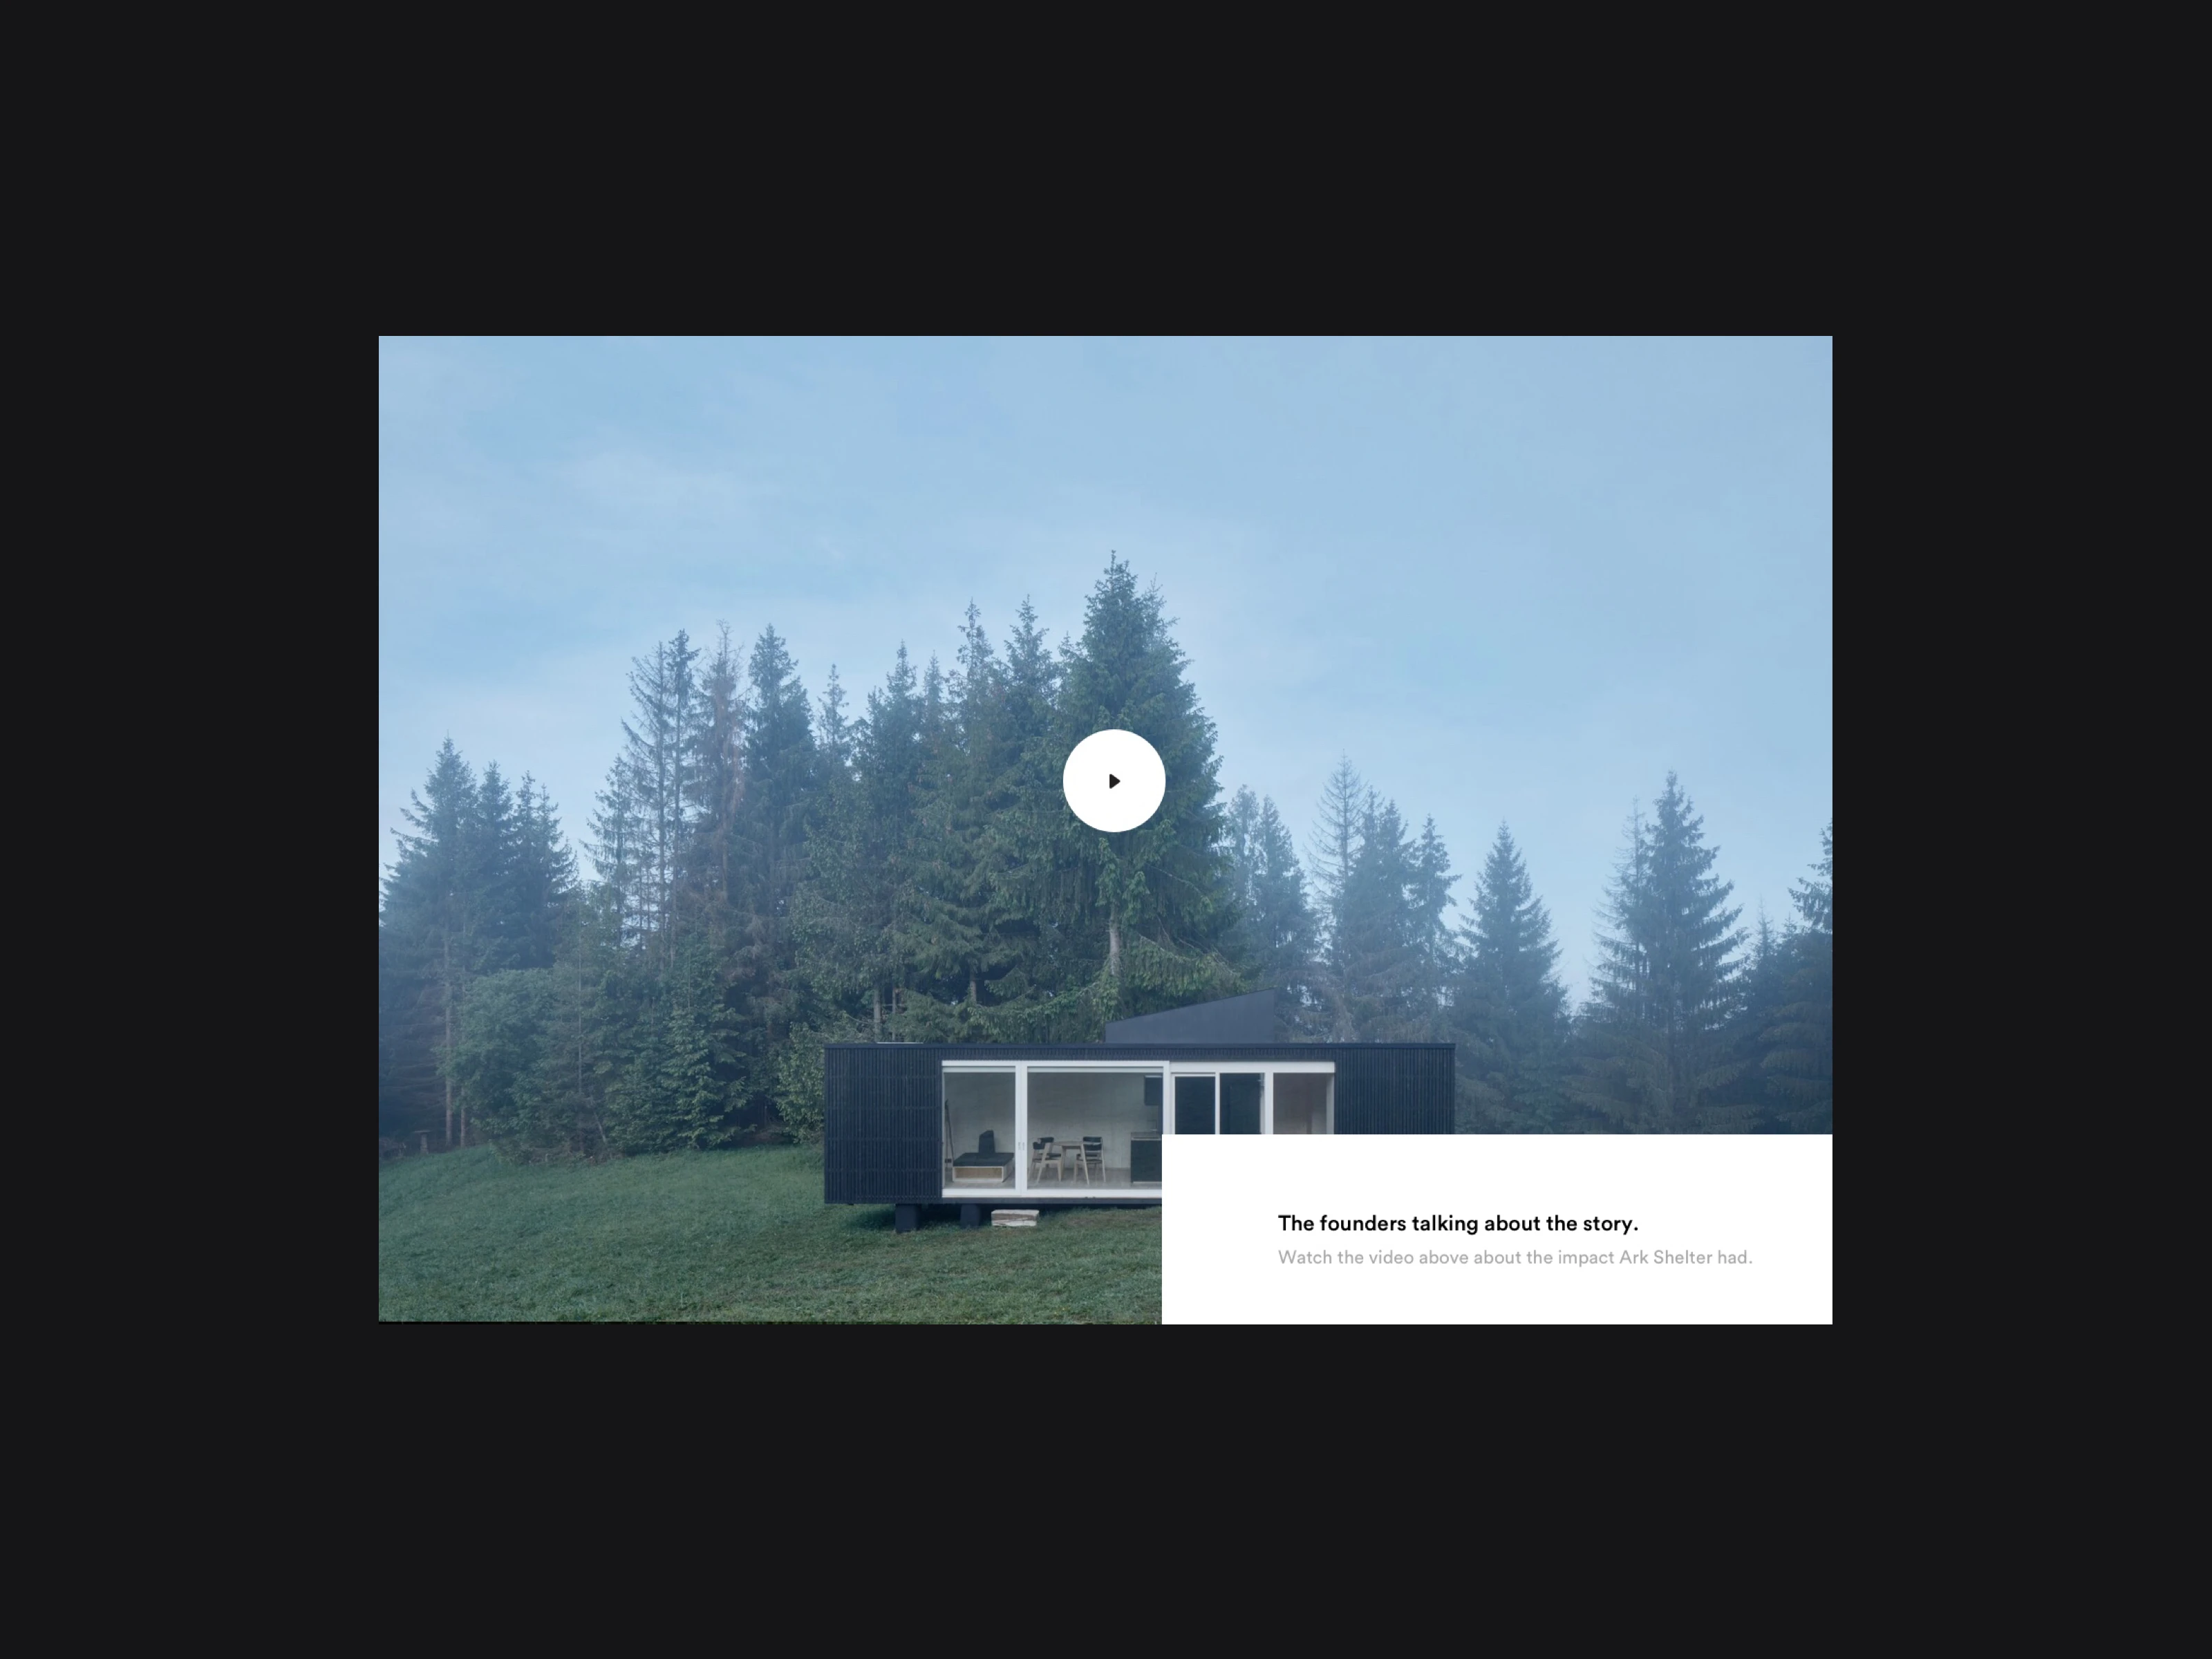 The founders talking about the story.
Watch the video above about the impact Ark Shelter had.